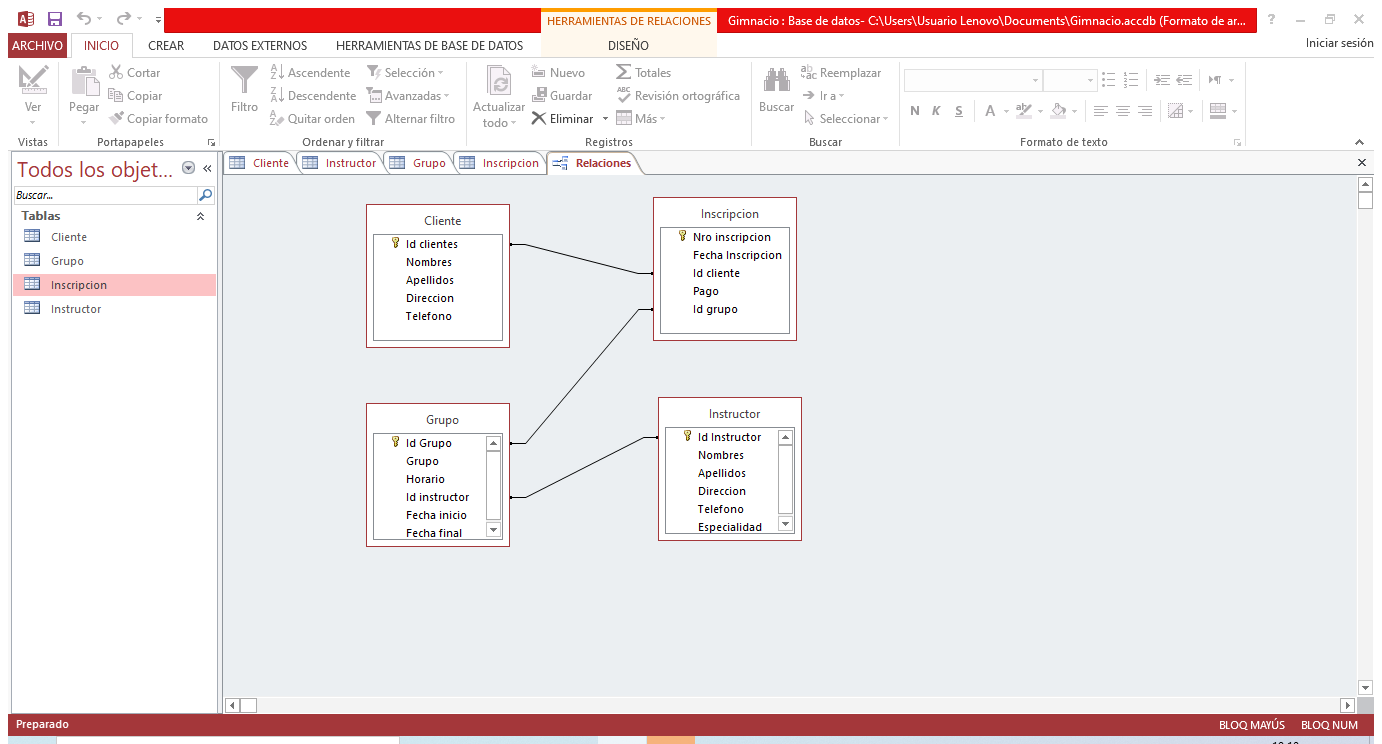 HERRAMIENTAS DE RELACIONES
Gimnacio : Base de datos- C:\Users\Usuario Lenovo\Documents\Gimnacio.accdb (Formato de ar...
?
ARCHIVO INICIO CREAR DATOS EXTERNOS HERRAMIENTAS DE BASE DE DATOS DISEÑO
Iniciar sesión
Ver
Vistas
Pegar
Cortar
Copiar
Copiar formato
Portapapeles
Filtro
Ascendente
Descendente
Quitar orden
Selección
Avanzadas
Alternar filtro
Ordenar y filtrar
Actualizar
todo
Nuevo
Guardar
Eliminar
Totales
Revisión ortográfica
Más
Registros
Buscar
Reemplazar
Ir a
Seleccionar
Buscar
N K S A
Formato de texto
Todos los objet...
Buscar...
Tablas
Cliente
Grupo
Inscripcion
Instructor
Cliente Instructor Grupo Inscripcion Relaciones
Cliente
Id clientes
Nombres
Apellidos
Direccion
Telefono
Inscripcion
Nro inscripcion
Fecha Inscripcion
Id cliente
Pago
Id grupo
Grupo
Id Grupo
Grupo
Horario
Id instructor
Fecha inicio
Fecha final
Instructor
Id Instructor
Nombres
Apellidos
Direccion
Telefono
Especialidad
Preparado
BLOQ MAYÚS BLOQ NUM